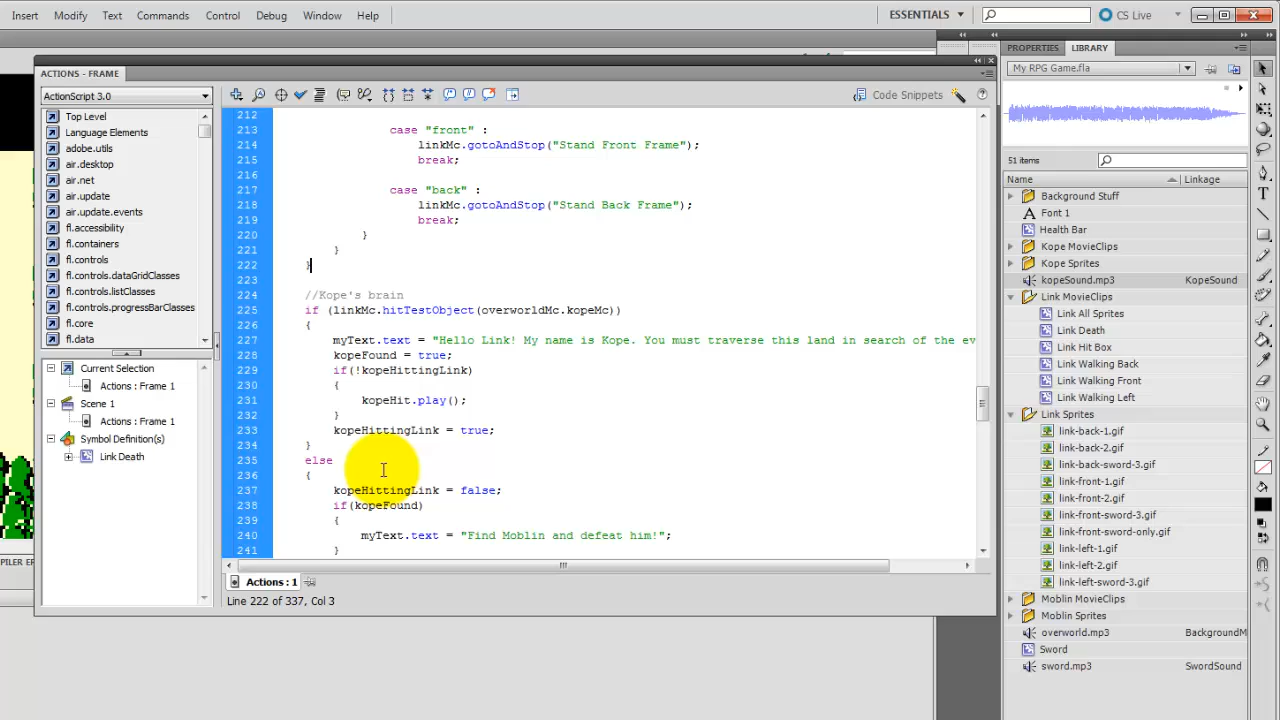 Insert Modify Text Commands Control Debug Window Help ESSENTIALS CS Live
PROPERTIES LIBRARY
ACTIONS - FRAME
My RPG Game.fla
ActionScript 3.0
Code Snippets
Top Level
Language Elements
adobe.utils
air.desktop
air.net
air.update
air.update.events
fl.accessibility
fl.containers
fl.controls
fl.controls.dataGridClasses
fl.controls.listClasses
fl.controls.progressBarClasses
fl.core
fl.data
Current Selection
Actions : Frame 1
Scene 1
Actions : Frame 1
Symbol Definition(s)
Link Death
212
213 case "front" :
214 linkMc.gotoAndStop("Stand Front Frame");
215 break;
216
217 case "back" :
218 linkMc.gotoAndStop("Stand Back Frame");
219 break;
220 }
221 }
222 }
223
224 //Kope's brain
225 if (linkMc.hitTestObject(overworldMc.kopeMc))
226 {
227 myText.text = "Hello Link! My name is Kope. You must traverse this land in search of the ev
228 kopeFound = true;
229 if(!kopeHittingLink)
230 {
231 kopeHit.play();
232 }
233 kopeHittingLink = true;
234 }
235 else
236 {
237 kopeHittingLink = false;
238 if(kopeFound)
239 {
240 myText.text = "Find Moblin and defeat him!";
241 }
Actions : 1
Line 222 of 337, Col 3
51 items
Name Linkage
Background Stuff
Font 1
Health Bar
Kope MovieClips
Kope Sprites
kopeSound.mp3 KopeSound
Link MovieClips
Link All Sprites
Link Death
Link Hit Box
Link Walking Back
Link Walking Front
Link Walking Left
Link Sprites
link-back-1.gif
link-back-2.gif
link-back-sword-3.gif
link-front-1.gif
link-front-2.gif
link-front-sword-3.gif
link-front-sword-only.gif
link-left-1.gif
link-left-2.gif
link-left-sword-3.gif
Moblin MovieClips
Moblin Sprites
overworld.mp3 BackgroundM
Sword
sword.mp3 SwordSound
PILER E